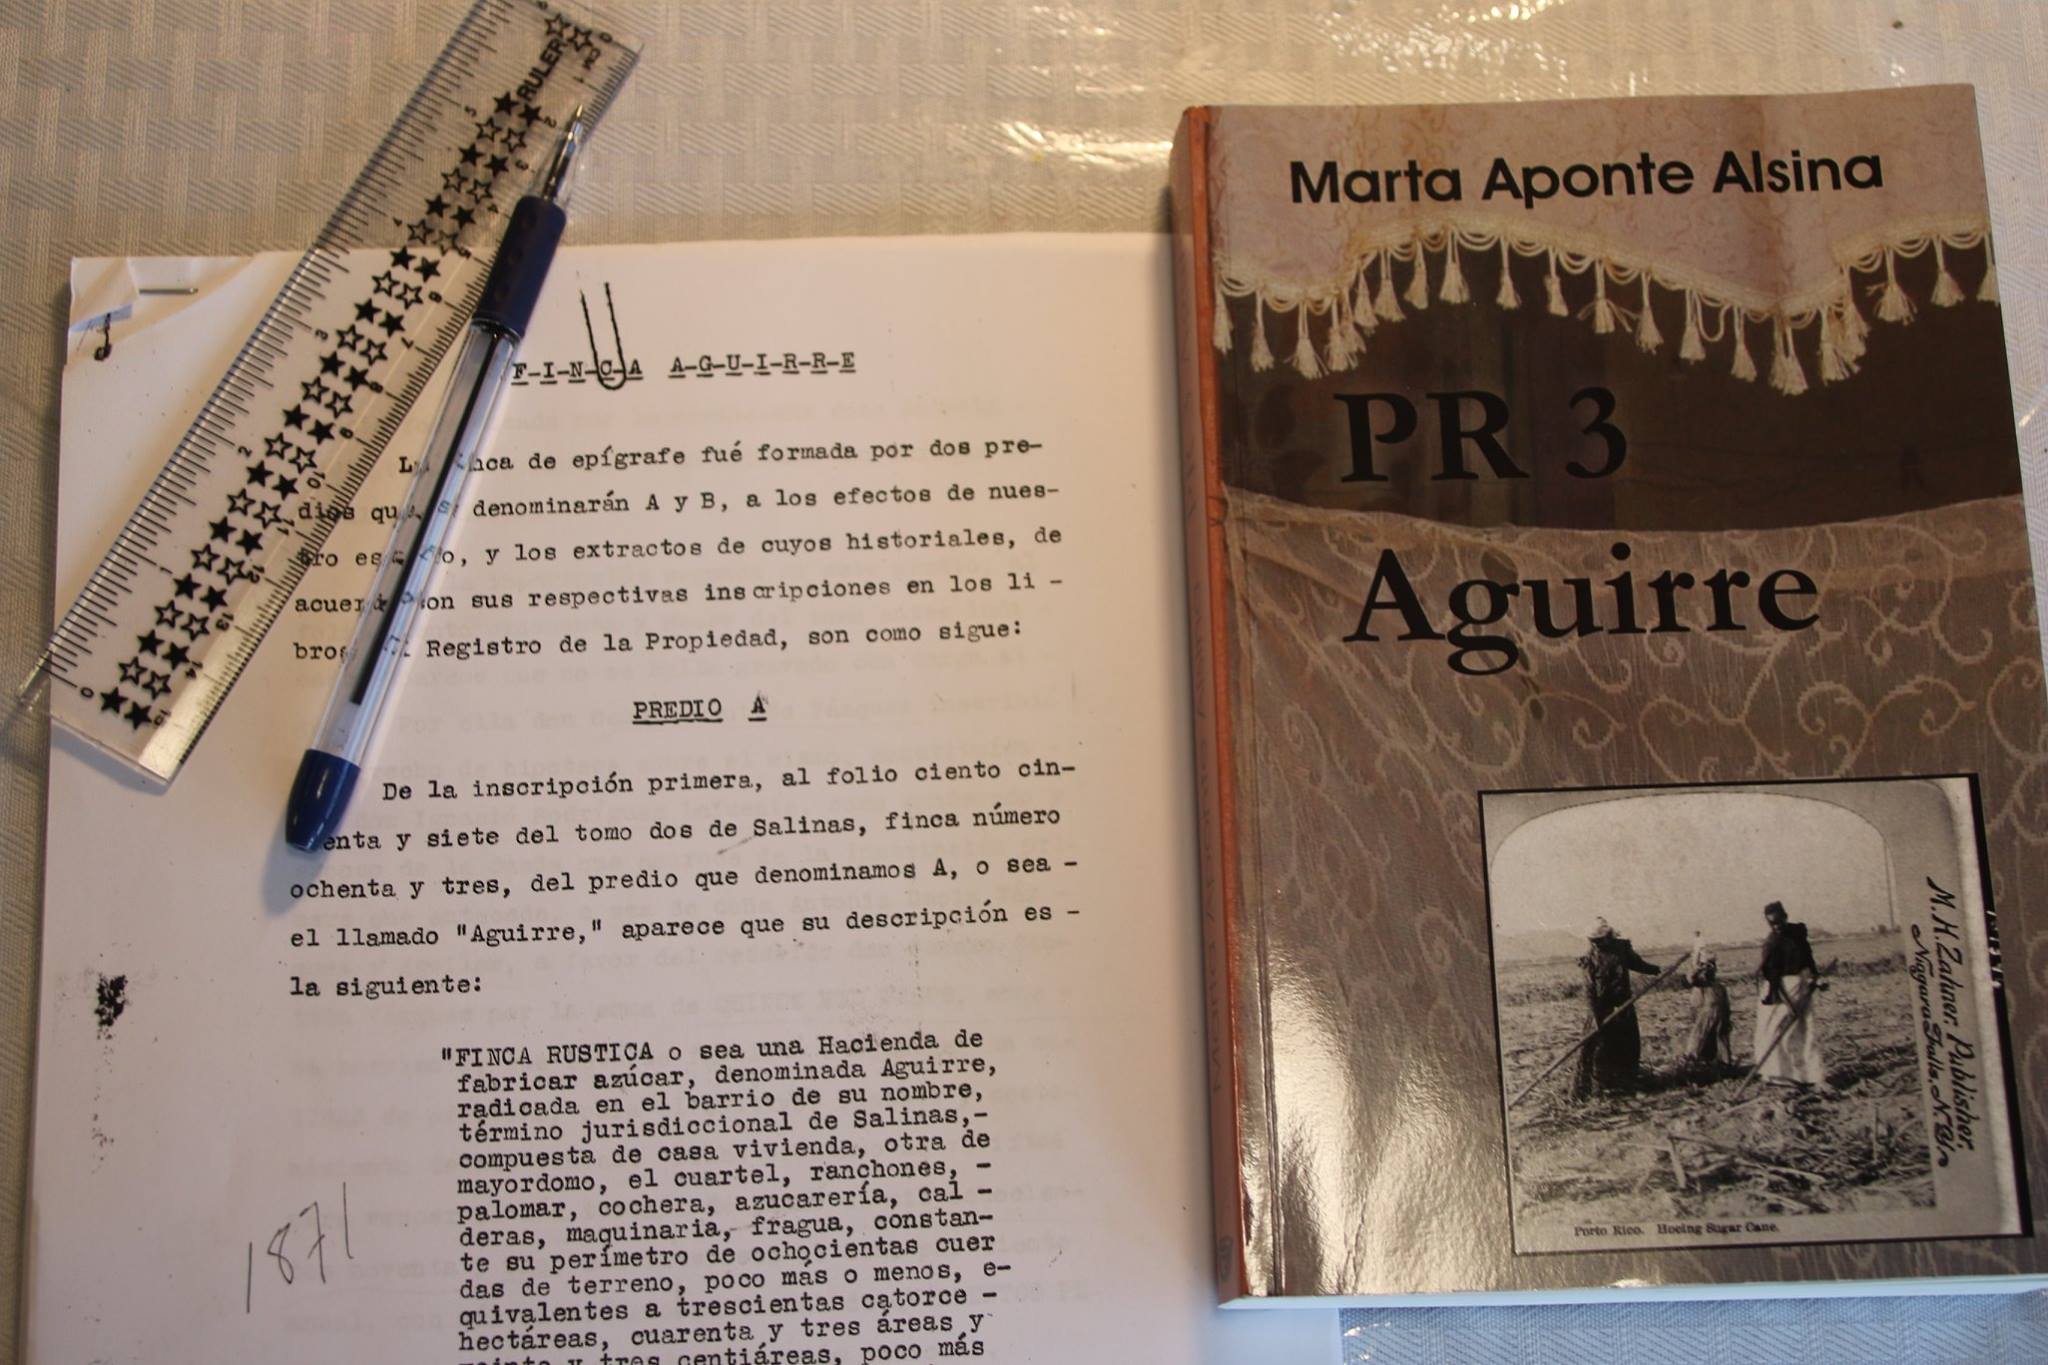 RULER
cm
F-I-N-C-A A-G-U-I-R-R-E
de epígrafe fué formada por dos pre-
denominarán A y B, a los efectos de nues-
y los extractos de cuyos historiales, de
sus respectivas inscripciones en los li -
Registro de la Propiedad, son como sigue:
PREDIO A
De la inscripción primera, al folio ciento cin-
enta y siete del tomo dos de Salinas, finca número
ochenta y tres, del predio que denominamos A, o sea -
el llamado "Aguirre," aparece que su descripción es -
la siguiente:
"FINCA RUSTICA o sea una Hacienda de
fabricar azúcar, denominada Aguirre,
radicada en el barrio de su nombre,
término jurisdiccional de Salinas,-
compuesta de casa vivienda, otra de
mayordomo, el cuartel, ranchones, -
palomar, cochera, azucarería, cal -
deras, maquinaria, fragua, constan-
te su perímetro de ochocientas cuer
das de terreno, poco más o menos, e-
quivalentes a trescientas catorce -
hectáreas, cuarenta y tres áreas y
y tres centiáreas, poco más
1871
Marta Aponte Alsina
PR 3
Aguirre
M.H. Zahner, Publisher,
Niagara Falls, N.Y.
Porto Rico. Hoeing Sugar Cane.